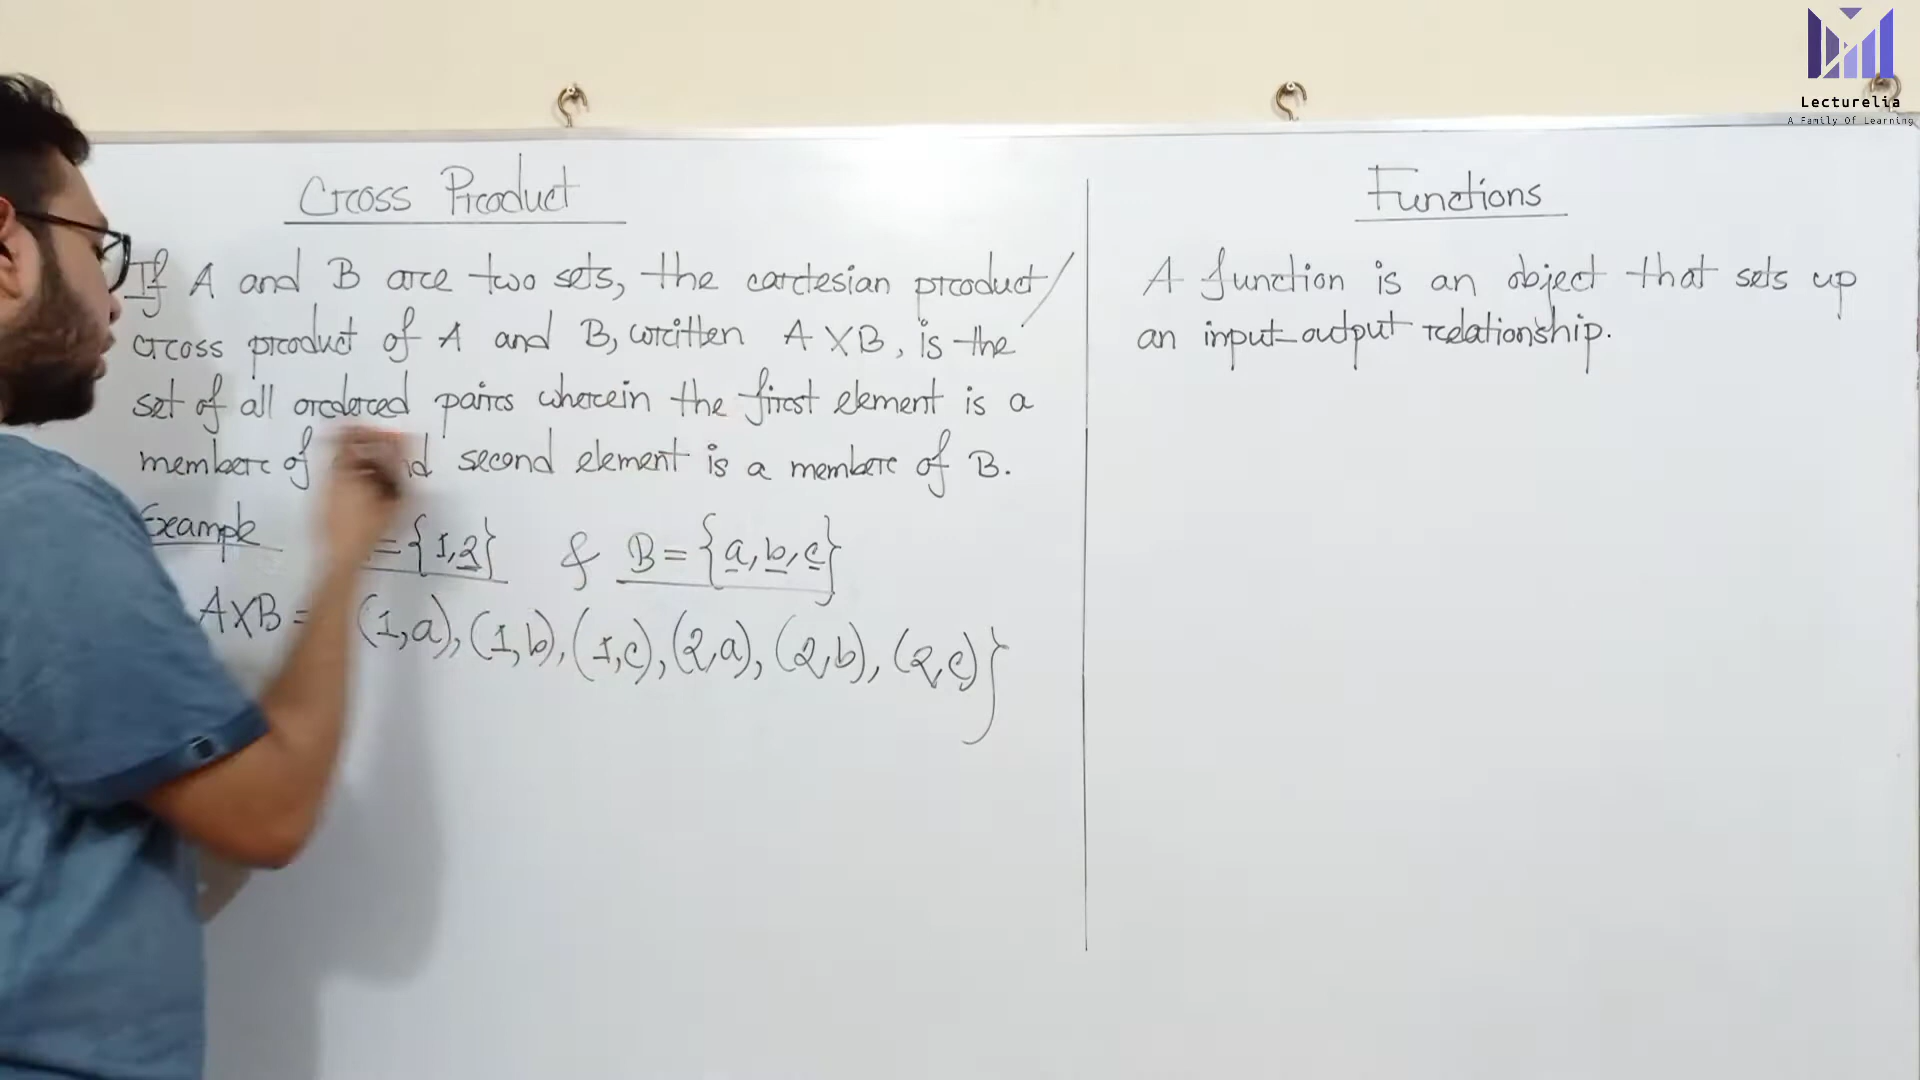 Lecturelia
A Family Of Learning
Cross Product
If A and B are two sets, the cartesian product/
cross product of A and B, written A X B, is the
set of all ordered pairs wherein the first element is a
member of second element is a member of B.
Example = {1,2} & B = {a, b, c}
AXB = (1,a), (1,b), (1,c), (2,a), (2,b), (2,c)}
Functions
A function is an object that sets up
an input-output relationship.